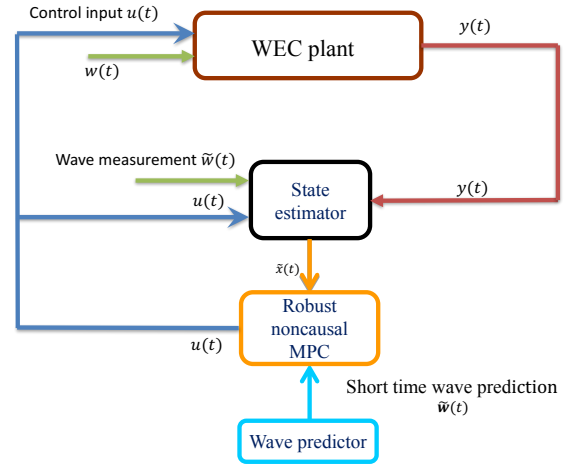 Control input u(t)
WEC plant
y(t)
w(t)
Wave measurement w̃(t)
State
estimator
u(t)
y(t)
x̃(t)
Robust
noncausal
MPC
u(t)
Short time wave prediction
w̃(t)
Wave predictor